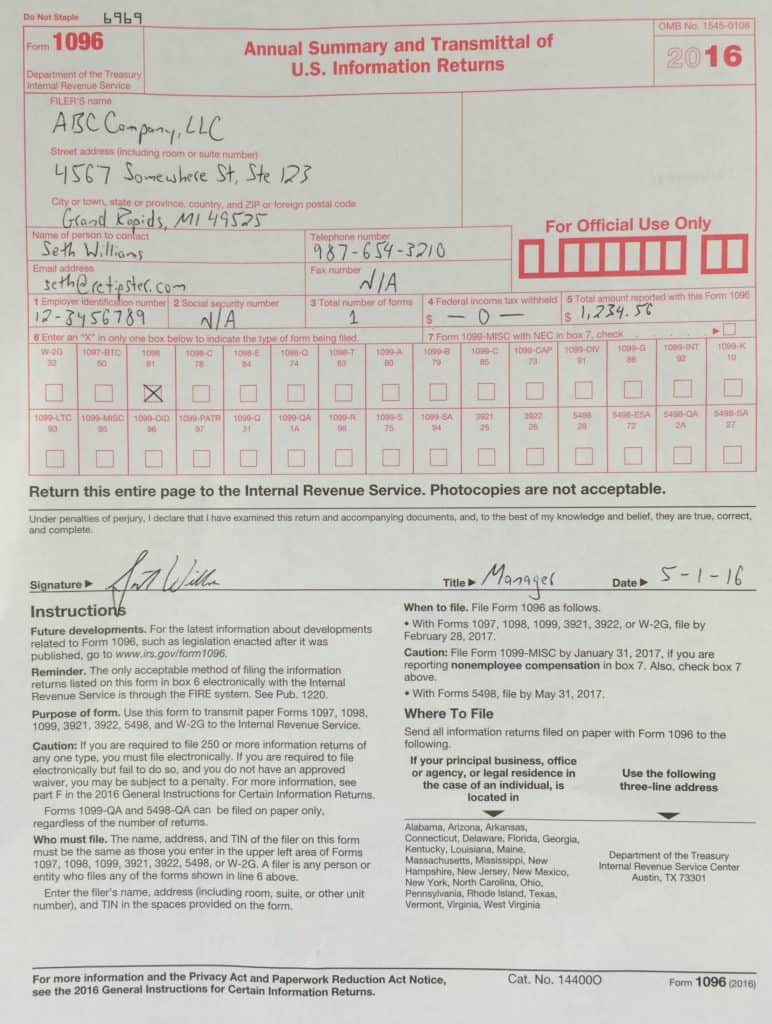 Do Not Staple 6969
OMB No. 1545-0108
Form 1096
Department of the Treasury
Internal Revenue Service
Annual Summary and Transmittal of
U.S. Information Returns
2016
FILER'S name
ABC Company, LLC
Street address (including room or suite number)
4567 Somewhere St, Ste 123
City or town, state or province, country, and ZIP or foreign postal code
Grand Rapids, MI 49525
Name of person to contact
Seth Williams
Telephone number
987-654-3210
For Official Use Only
Email address
seth@retipster.com
Fax number
N/A
1 Employer identification number
12-3456789
2 Social security number
N/A
3 Total number of forms
1
4 Federal income tax withheld
$ -0-
5 Total amount reported with this Form 1096
$ 1,234.56
6 Enter an "X" in only one box below to indicate the type of form being filed.
7 Form 1099-MISC with NEC in box 7, check
W-2G 1097-BTC 1098 1098-C 1098-E 1098-Q 1098-T 1099-A 1099-B 1099-C 1099-CAP 1099-DIV 1099-G 1099-INT 1099-K
32 50 81 78 84 74 83 80 79 85 73 91 86 92 10
X
1099-LTC 1099-MISC 1099-OID 1099-PATR 1099-Q 1099-QA 1099-R 1099-S 1099-SA 3921 3922 5498 5498-ESA 5498-QA 5498-SA
93 95 96 97 31 1A 98 75 94 25 26 28 72 2A 27
Return this entire page to the Internal Revenue Service. Photocopies are not acceptable.
Under penalties of perjury, I declare that I have examined this return and accompanying documents, and, to the best of my knowledge and belief, they are true, correct,
and complete.
Signature Seth Willia
Title Manager
Date 5-1-16
Instructions
Future developments. For the latest information about developments
related to Form 1096, such as legislation enacted after it was
published, go to www.irs.gov/form1096.
Reminder. The only acceptable method of filing the information
returns listed on this form in box 6 electronically with the Internal
Revenue Service is through the FIRE system. See Pub. 1220.
Purpose of form. Use this form to transmit paper Forms 1097, 1098,
1099, 3921, 3922, 5498, and W-2G to the Internal Revenue Service.
Caution: If you are required to file 250 or more information returns of
any one type, you must file electronically. If you are required to file
electronically but fail to do so, and you do not have an approved
waiver, you may be subject to a penalty. For more information, see
part F in the 2016 General Instructions for Certain Information Returns.
Forms 1099-QA and 5498-QA can be filed on paper only,
regardless of the number of returns.
Who must file. The name, address, and TIN of the filer on this form
must be the same as those you enter in the upper left area of Forms
1097, 1098, 1099, 3921, 3922, 5498, or W-2G. A filer is any person or
entity who files any of the forms shown in line 6 above.
Enter the filer's name, address (including room, suite, or other unit
number), and TIN in the spaces provided on the form.
When to file. File Form 1096 as follows.
• With Forms 1097, 1098, 1099, 3921, 3922, or W-2G, file by
February 28, 2017.
Caution: File Form 1099-MISC by January 31, 2017, if you are
reporting nonemployee compensation in box 7. Also, check box 7
above.
• With Forms 5498, file by May 31, 2017.
Where To File
Send all information returns filed on paper with Form 1096 to the
following.
If your principal business, office
or agency, or legal residence in
the case of an individual, is
located in
Use the following
three-line address
Alabama, Arizona, Arkansas,
Connecticut, Delaware, Florida, Georgia,
Kentucky, Louisiana, Maine,
Massachusetts, Mississippi, New
Hampshire, New Jersey, New Mexico,
New York, North Carolina, Ohio,
Pennsylvania, Rhode Island, Texas,
Vermont, Virginia, West Virginia
Department of the Treasury
Internal Revenue Service Center
Austin, TX 73301
For more information and the Privacy Act and Paperwork Reduction Act Notice,
see the 2016 General Instructions for Certain Information Returns.
Cat. No. 14400O
Form 1096 (2016)